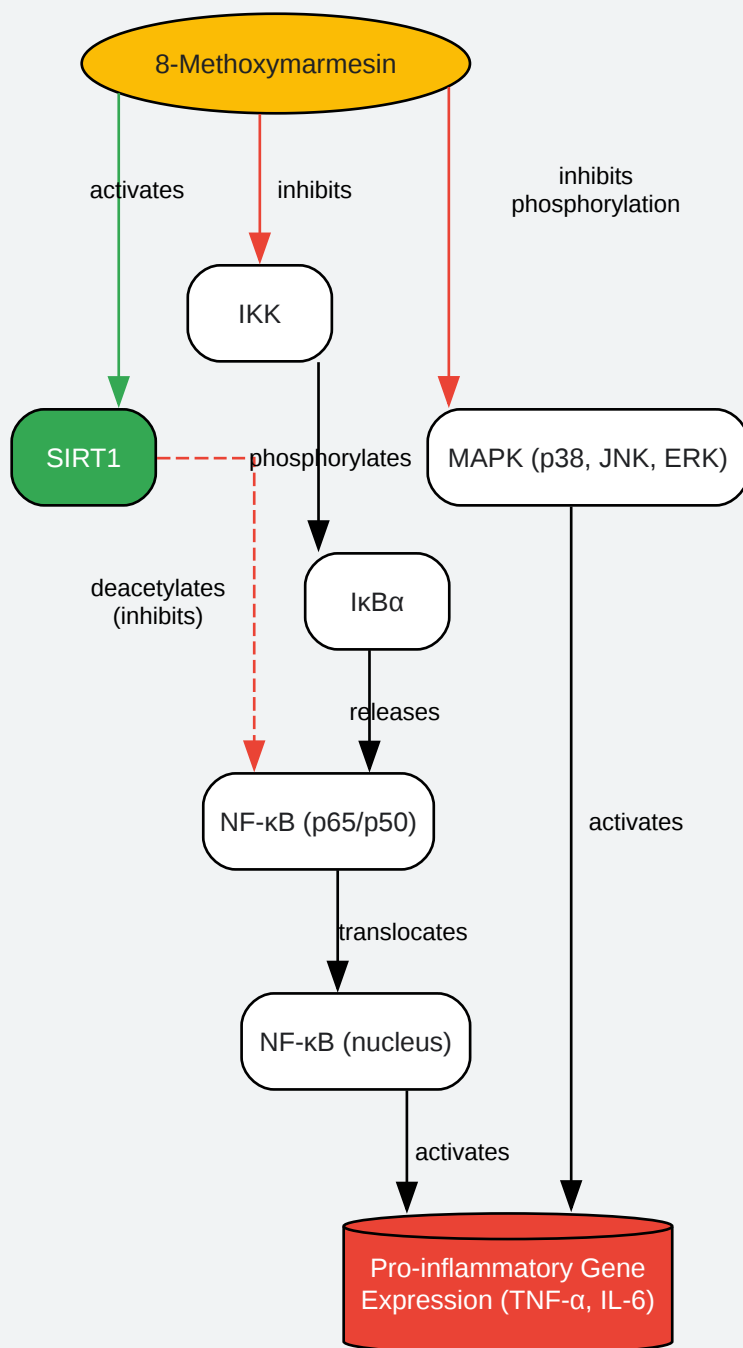 8-Methoxymarmesin
activates
inhibits
inhibits
phosphorylation
IKK
SIRT1
phosphorylates
MAPK (p38, JNK, ERK)
deacetylates
(inhibits)
IκBα
releases
NF-κB (p65/p50)
activates
translocates
NF-κB (nucleus)
activates
Pro-inflammatory Gene
Expression (TNF-α, IL-6)